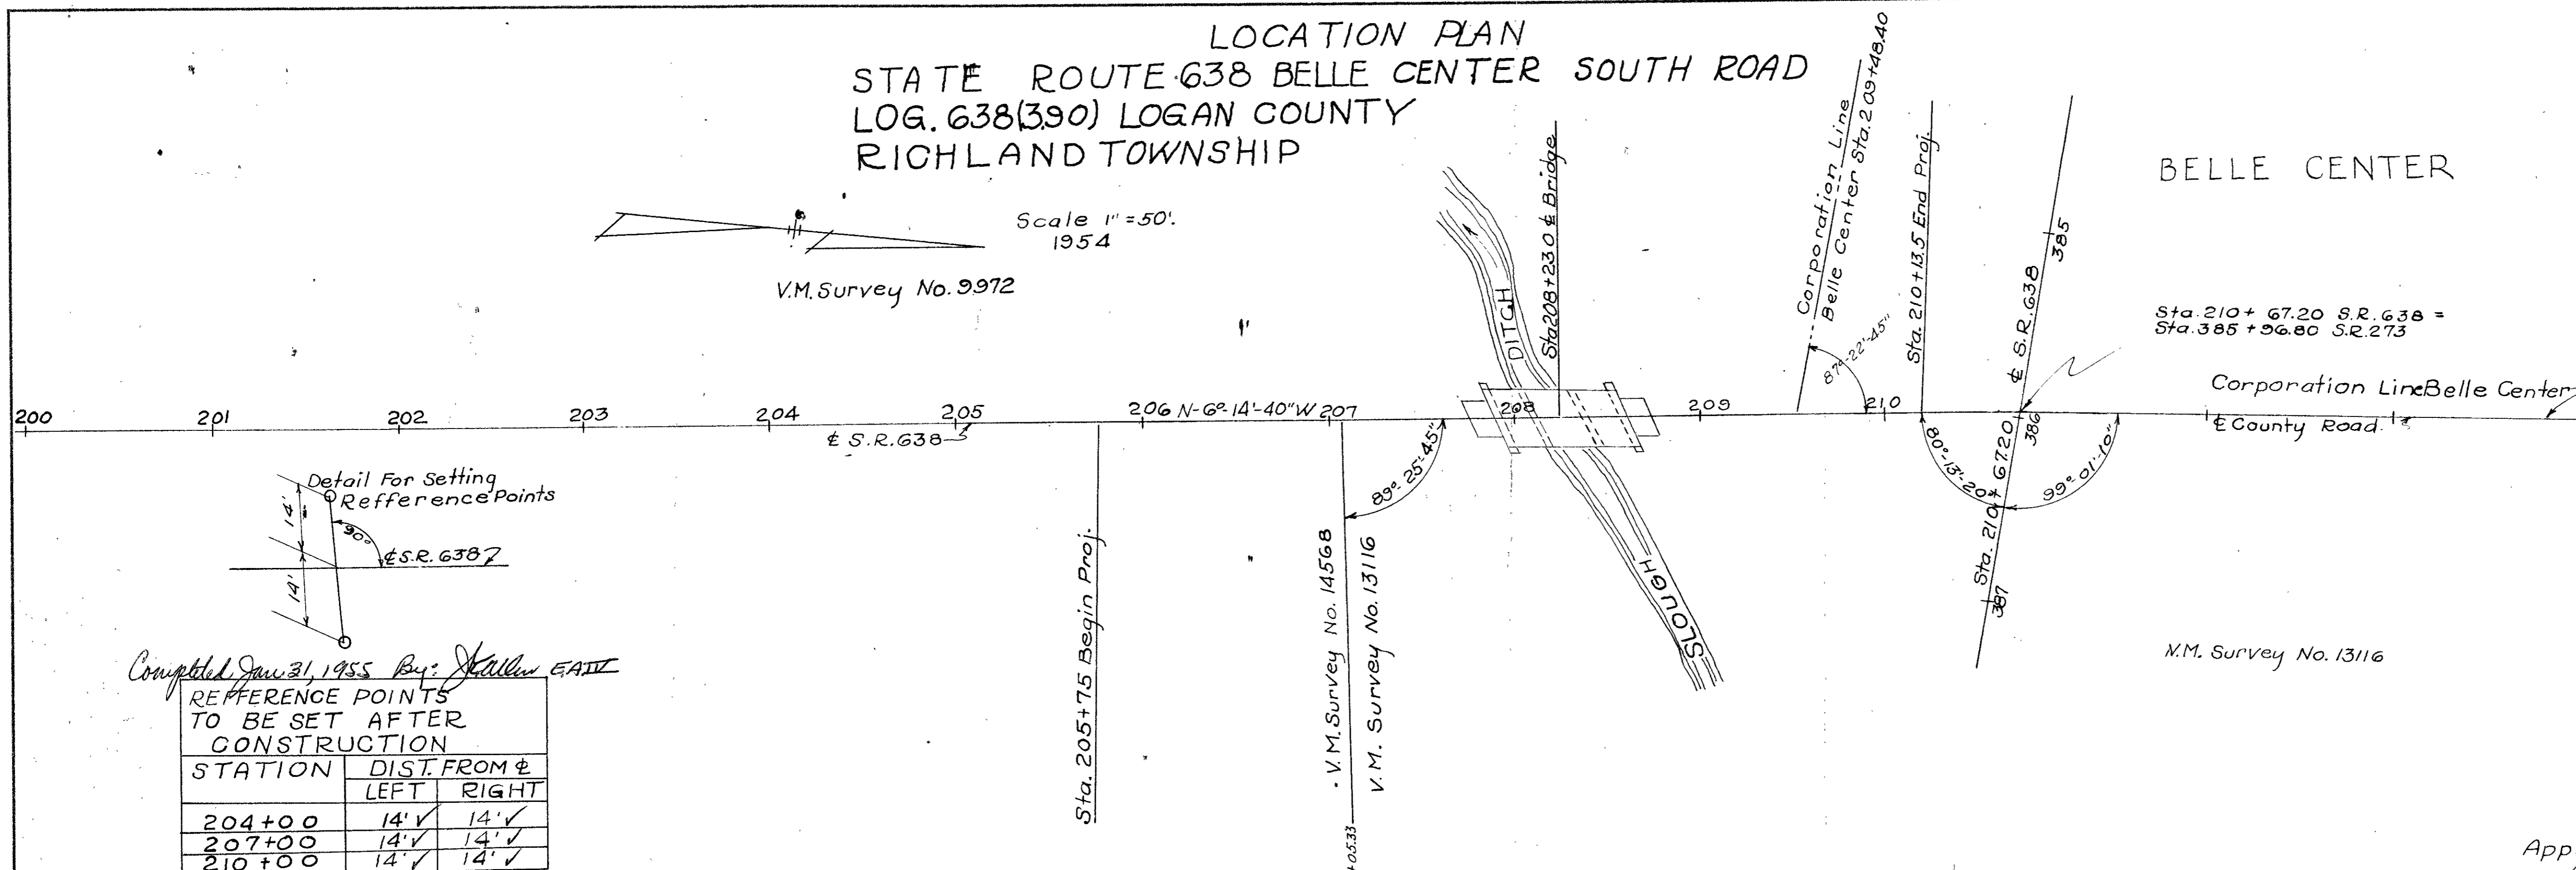 LOCATION PLAN
STATE ROUTE 638 BELLE CENTER SOUTH ROAD
LOG. 638(3.90) LOGAN COUNTY
RICHLAND TOWNSHIP
Scale 1" = 50'.
1954
V.M. Survey No. 9972
DITCH
Sta 208+23.0 ℄ Bridge
Corporation Line
Belle Center Sta. 209+48.40
87°-22'-45"
Sta. 210+13.5 End Proj.
BELLE CENTER
385
℄ S.R. 638
Sta. 210 + 67.20 S.R. 638 =
Sta. 385 + 96.80 S.R. 273
Corporation Line Belle Center
℄ County Road.
200 201 202 203 204 205 206 N-6°-14'-40"W 207 208 209 210
℄ S.R. 638
386
Sta. 210 + 67.20
387
80°-13'-20"
99°-01'-10"
89°-25'-45"
Detail For Setting
Refference Points
14'
14'
90°
℄ S.R. 638
Sta. 205+75 Begin Proj.
V.M. Survey No. 14568
V.M. Survey No. 13116
+05.33
SLOUGH
V.M. Survey No. 13116
Completed Jan 31, 1955 By: EA IV
REFFERENCE POINTS
TO BE SET AFTER
CONSTRUCTION
STATION DIST. FROM ℄
LEFT RIGHT
204+00 14' ✓ 14' ✓
207+00 14' ✓ 14' ✓
210+00 14' ✓ 14' ✓
App